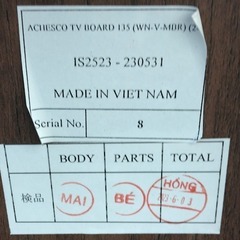 ACHESCO TV BOARD 135 (WN-V-MBR) (2
IS2523 - 230531
MADE IN VIET NAM
Serial No. 8
BODY PARTS TOTAL
検品 MAI BÉ HỒNG